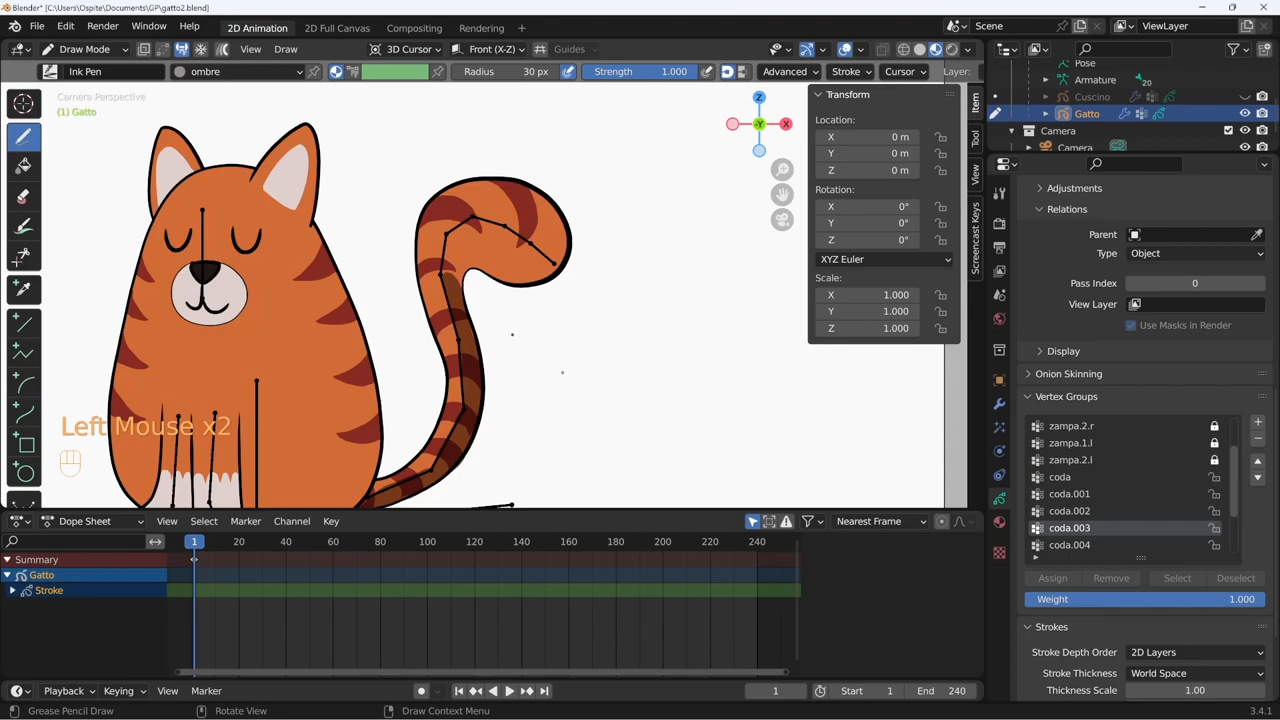 Blender* [C:\Users\Ospite\Documents\GP\gatto2.blend]
File Edit Render Window Help 2D Animation 2D Full Canvas Compositing Rendering Scene ViewLayer
Draw Mode View Draw 3D Cursor Front (X-Z) Guides
Ink Pen ombre Radius 30 px Strength 1.000 Advanced Stroke Cursor Layer:
Camera Perspective
(1) Gatto
Z
-Y
X
Transform
Location:
X 0 m
Y 0 m
Z 0 m
Rotation:
X 0°
Y 0°
Z 0°
XYZ Euler
Scale:
X 1.000
Y 1.000
Z 1.000
Item
Tool
View
Screencast Keys
Left Mouse x2
Pose
Armature 20
Cuscino
Gatto
Camera
Camera
Adjustments
Relations
Parent
Type Object
Pass Index 0
View Layer
Use Masks in Render
Display
Onion Skinning
Vertex Groups
zampa.2.r
zampa.1.l
zampa.2.l
coda
coda.001
coda.002
coda.003
coda.004
Assign Remove Select Deselect
Weight 1.000
Strokes
Stroke Depth Order 2D Layers
Stroke Thickness World Space
Thickness Scale 1.00
Dope Sheet View Select Marker Channel Key Nearest Frame
1 20 40 60 80 100 120 140 160 180 200 220 240
Summary
Gatto
Stroke
Playback Keying View Marker 1 Start 1 End 240
Grease Pencil Draw Rotate View Draw Context Menu 3.4.1